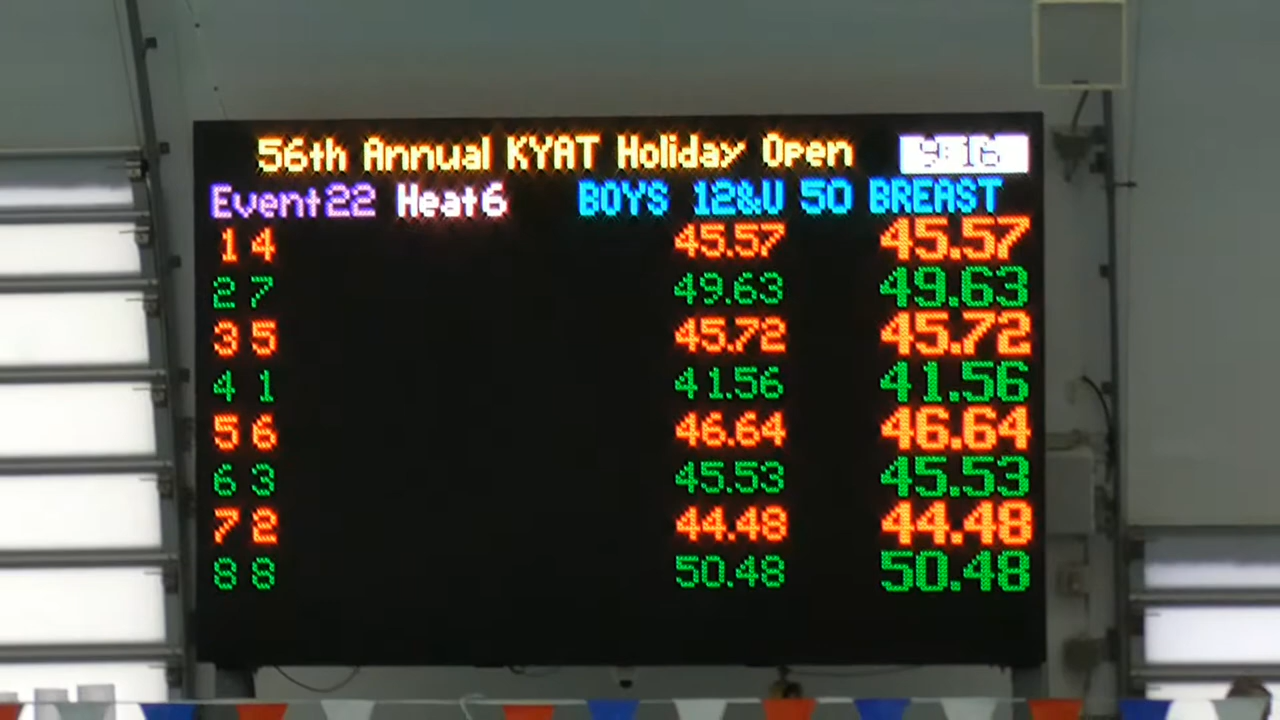 56th Annual KYAT Holiday Open 9:16
Event22 Heat6 BOYS 12&U 50 BREAST
1 4 45.57 45.57
2 7 49.63 49.63
3 5 45.72 45.72
4 1 41.56 41.56
5 6 46.64 46.64
6 3 45.53 45.53
7 2 44.48 44.48
8 8 50.48 50.48